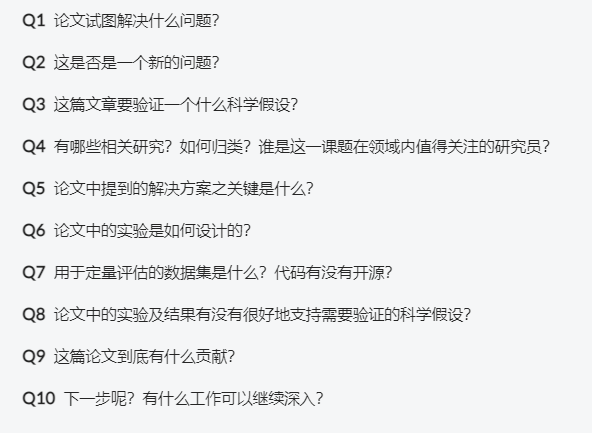 Q1 论文试图解决什么问题?
Q2 这是否是一个新的问题?
Q3 这篇文章要验证一个什么科学假设?
Q4 有哪些相关研究?如何归类?谁是这一课题在领域内值得关注的研究员?
Q5 论文中提到的解决方案之关键是什么?
Q6 论文中的实验是如何设计的?
Q7 用于定量评估的数据集是什么?代码有没有开源?
Q8 论文中的实验及结果有没有很好地支持需要验证的科学假设?
Q9 这篇论文到底有什么贡献?
Q10 下一步呢?有什么工作可以继续深入?